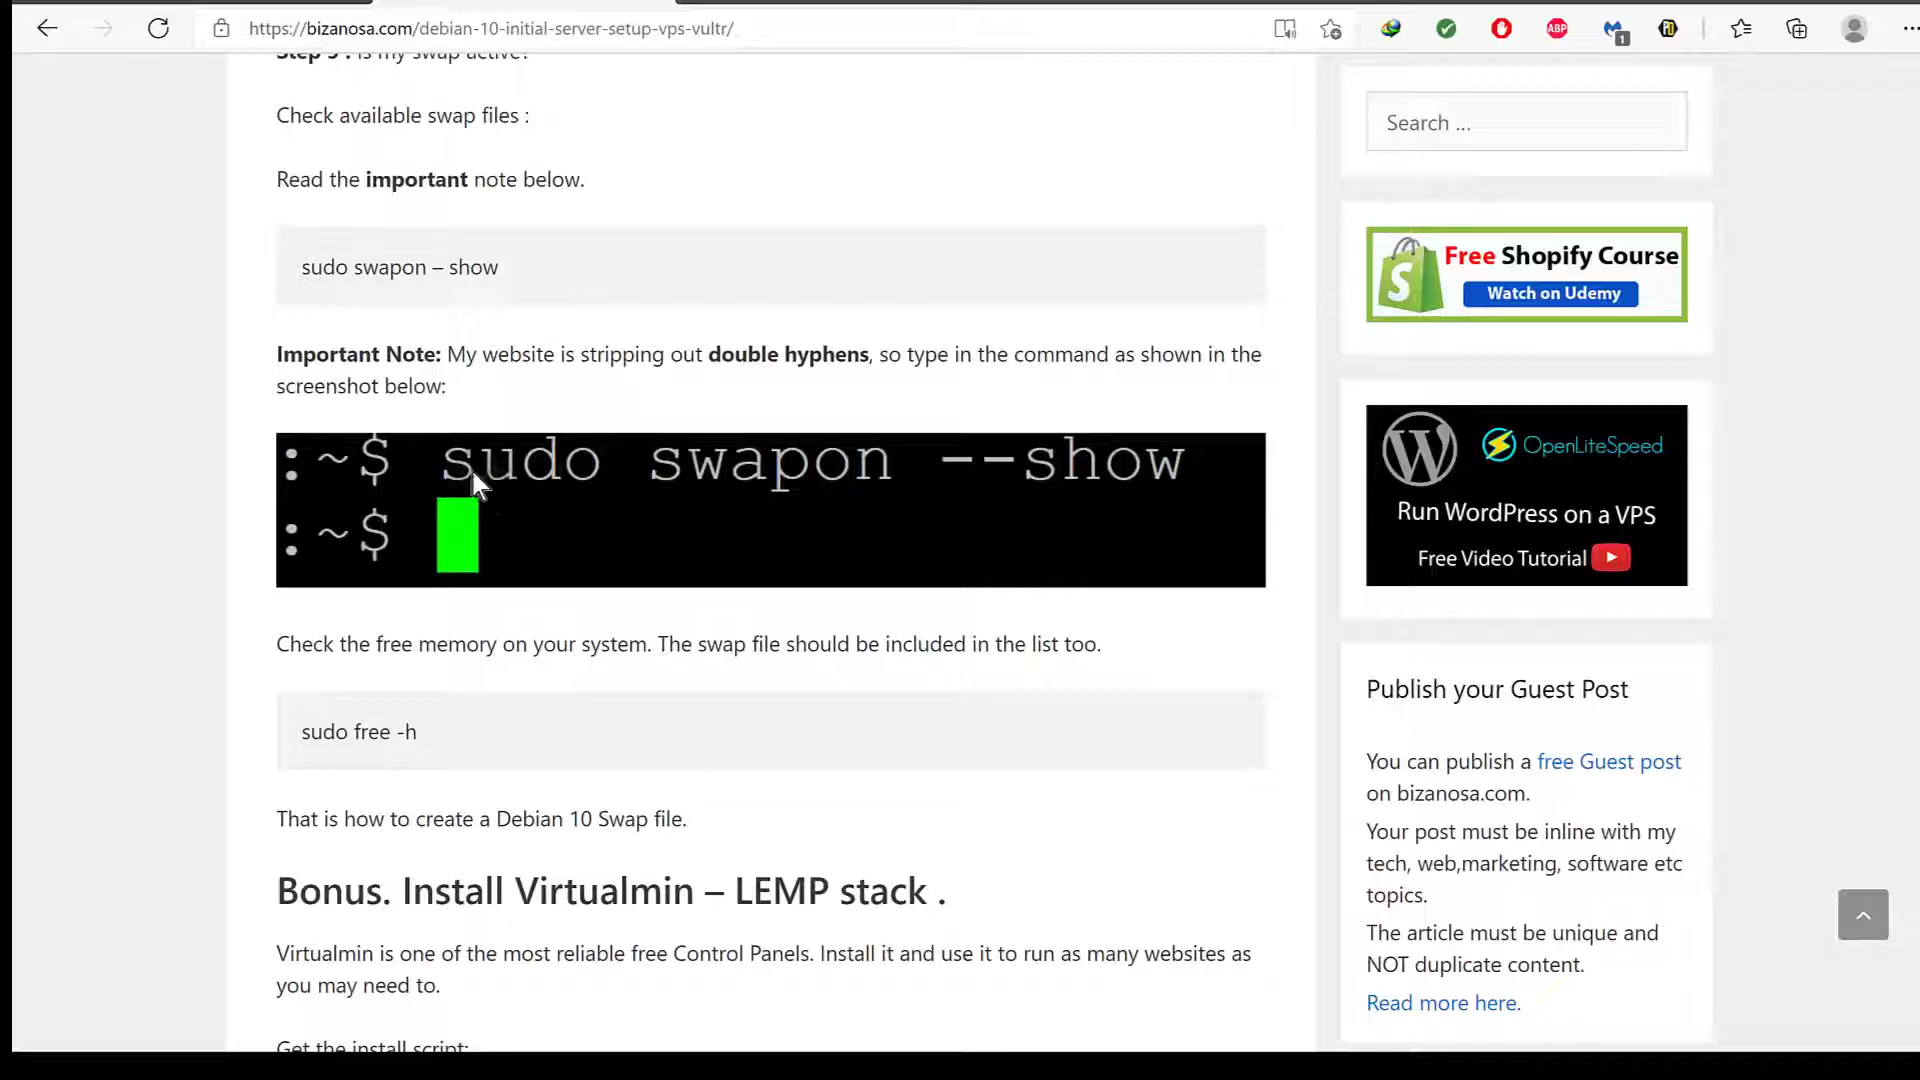 https://bizanosa.com/debian-10-initial-server-setup-vps-vultr/
ABP
1
Step 5 : Is my swap active?
Check available swap files :
Read the important note below.
sudo swapon – show
Important Note: My website is stripping out double hyphens, so type in the command as shown in the
screenshot below:
:~$ sudo swapon --show
:~$
Check the free memory on your system. The swap file should be included in the list too.
sudo free -h
That is how to create a Debian 10 Swap file.
Bonus. Install Virtualmin – LEMP stack .
Virtualmin is one of the most reliable free Control Panels. Install it and use it to run as many websites as
you may need to.
Get the install script:
Search ...
Free Shopify Course
Watch on Udemy
OpenLiteSpeed
Run WordPress on a VPS
Free Video Tutorial
Publish your Guest Post
You can publish a free Guest post
on bizanosa.com.
Your post must be inline with my
tech, web,marketing, software etc
topics.
The article must be unique and
NOT duplicate content.
Read more here.